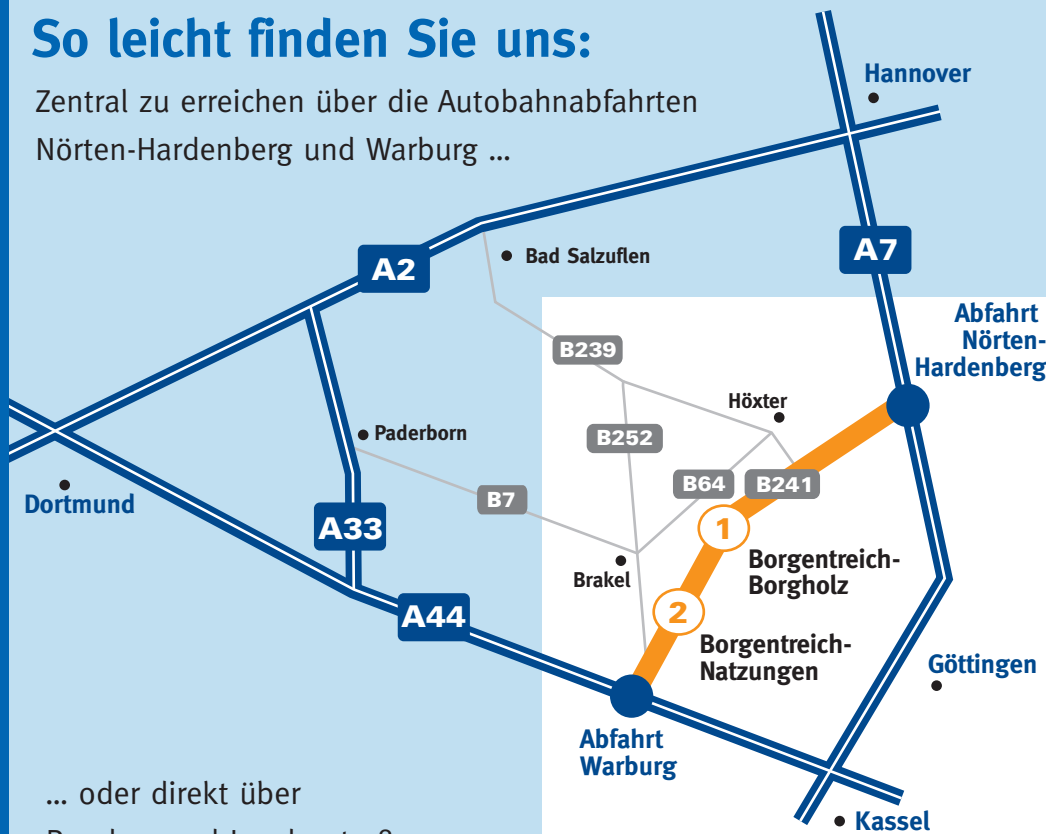 So leicht finden Sie uns:
Zentral zu erreichen über die Autobahnabfahrten
Nörten-Hardenberg und Warburg ...
Hannover
A2
Bad Salzuflen
A7
Abfahrt
Nörten-
Hardenberg
B239
Höxter
Paderborn
B252
B64
B241
B7
Dortmund
A33
1
Borgentreich-
Borgholz
Brakel
A44
2
Borgentreich-
Natzungen
Göttingen
Abfahrt
Warburg
... oder direkt über
Kassel